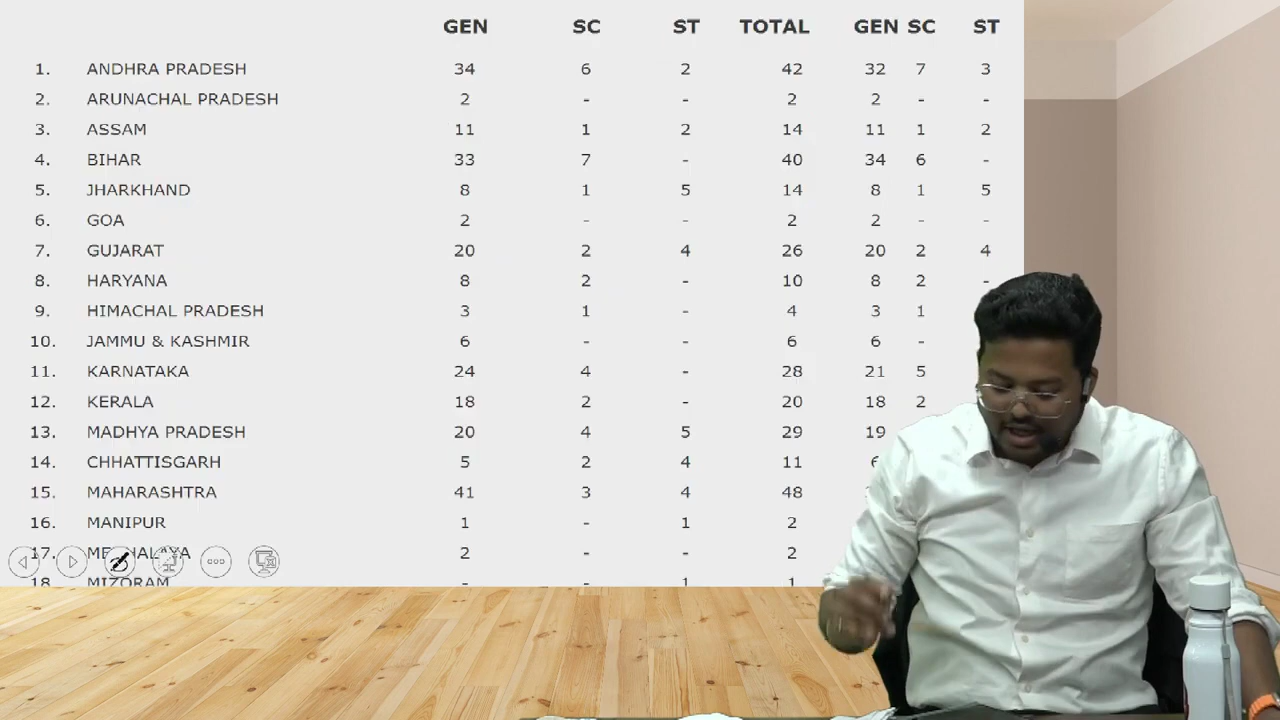 GEN SC ST TOTAL GEN SC ST
1. ANDHRA PRADESH 34 6 2 42 32 7 3
2. ARUNACHAL PRADESH 2 - - 2 2 - -
3. ASSAM 11 1 2 14 11 1 2
4. BIHAR 33 7 - 40 34 6 -
5. JHARKHAND 8 1 5 14 8 1 5
6. GOA 2 - - 2 2 - -
7. GUJARAT 20 2 4 26 20 2 4
8. HARYANA 8 2 - 10 8 2 -
9. HIMACHAL PRADESH 3 1 - 4 3 1
10. JAMMU & KASHMIR 6 - - 6 6 -
11. KARNATAKA 24 4 - 28 21 5
12. KERALA 18 2 - 20 18 2
13. MADHYA PRADESH 20 4 5 29 19
14. CHHATTISGARH 5 2 4 11
15. MAHARASHTRA 41 3 4 48
16. MANIPUR 1 - 1 2
17. 2 - - 2
18. MIZORAM - - 1 1